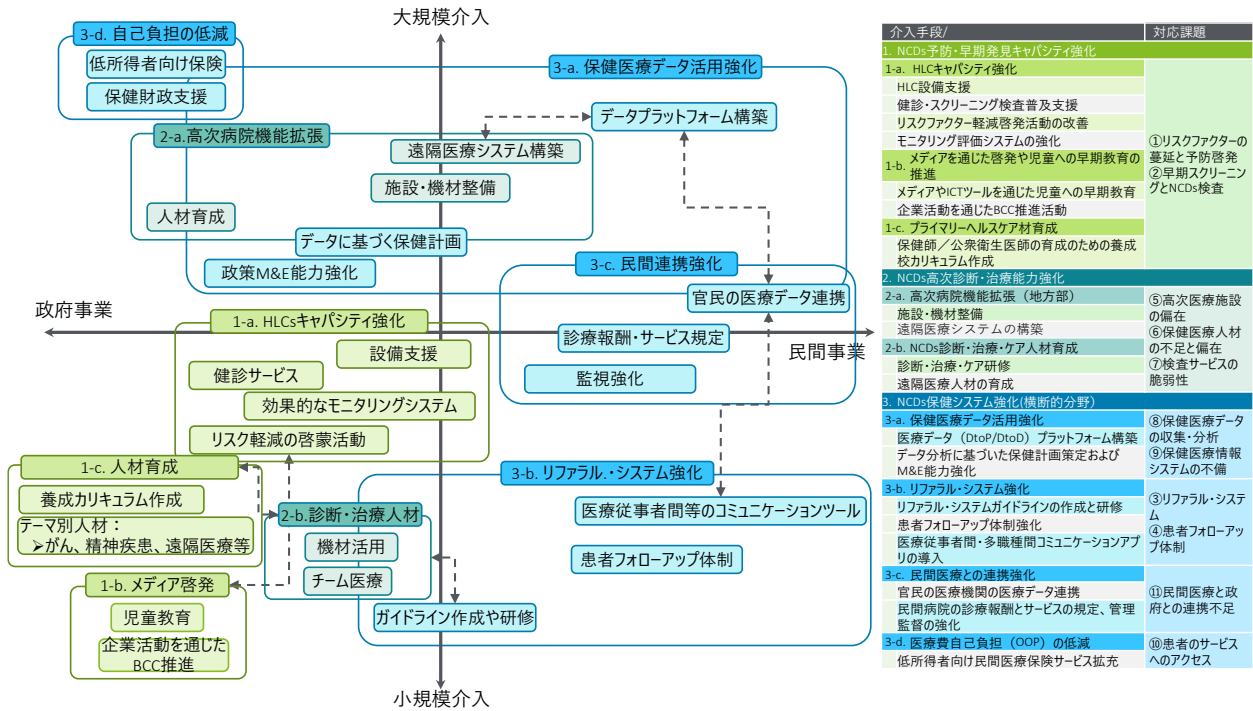 大規模介入
3-d. 自己負担の低減
低所得者向け保険
保健財政支援
3-a. 保健医療データ活用強化
データプラットフォーム構築
2-a.高次病院機能拡張
遠隔医療システム構築
施設・機材整備
人材育成
データに基づく保健計画
政策M&E能力強化
3-c. 民間連携強化
官民の医療データ連携
政府事業
民間事業
1-a. HLCsキャパシティ強化
設備支援
健診サービス
効果的なモニタリングシステム
リスク軽減の啓蒙活動
診療報酬・サービス規定
監視強化
1-c. 人材育成
養成カリキュラム作成
テーマ別人材：
➢がん、精神疾患、遠隔医療等
2-b.診断・治療人材
機材活用
チーム医療
3-b. リファラル・システム強化
医療従事者間等のコミュニケーションツール
患者フォローアップ体制
ガイドライン作成や研修
1-b. メディア啓発
児童教育
企業活動を通じた
BCC推進
小規模介入
介入手段/
対応課題
1. NCDs予防・早期発見キャパシティ強化
1-a. HLCキャパシティ強化
HLC設備支援
健診・スクリーニング検査普及支援
リスクファクター軽減啓発活動の改善
モニタリング評価システムの強化
1-b. メディアを通じた啓発や児童への早期教育の
推進
メディアやICTツールを通じた児童への早期教育
企業活動を通じたBCC推進活動
1-c. プライマリーヘルスケア材育成
保健師／公衆衛生医師の育成のための養成
校カリキュラム作成
①リスクファクターの
蔓延と予防啓発
②早期スクリーニン
グとNCDs検査
2. NCDs高次診断・治療能力強化
2-a. 高次病院機能拡張（地方部）
施設・機材整備
遠隔医療システムの構築
2-b. NCDs診断・治療・ケア人材育成
診断・治療・ケア研修
遠隔医療人材の育成
⑤高次医療施設
の偏在
⑥保健医療人材
の不足と偏在
⑦検査サービスの
脆弱性
3. NCDs保健システム強化(横断的分野)
3-a. 保健医療データ活用強化
医療データ（DtoP/DtoD）プラットフォーム構築
データ分析に基づいた保健計画策定および
M&E能力強化
⑧保健医療データ
の収集・分析
⑨保健医療情報
システムの不備
3-b. リファラル・システム強化
リファラル・システムガイドラインの作成と研修
患者フォローアップ体制強化
医療従事者間・多職種間コミュニケーションアプ
リの導入
③リファラル・システ
ム
④患者フォローアッ
プ体制
3-c. 民間医療との連携強化
官民の医療機関の医療データ連携
民間病院の診療報酬とサービスの規定、管理
監督の強化
⑪民間医療と政
府との連携不足
3-d. 医療費自己負担（OOP）の低減
低所得者向け民間医療保険サービス拡充
⑩患者のサービス
へのアクセス